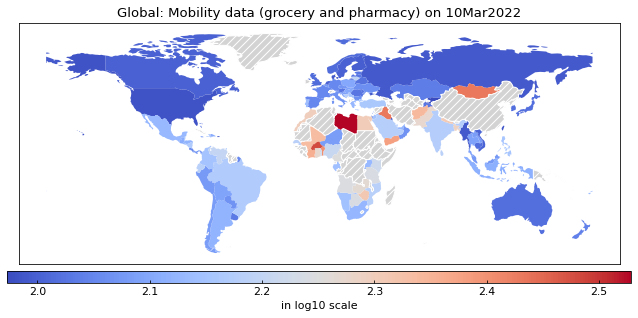 Global: Mobility data (grocery and pharmacy) on 10Mar2022
2.0 2.1 2.2 2.3 2.4 2.5
in log10 scale